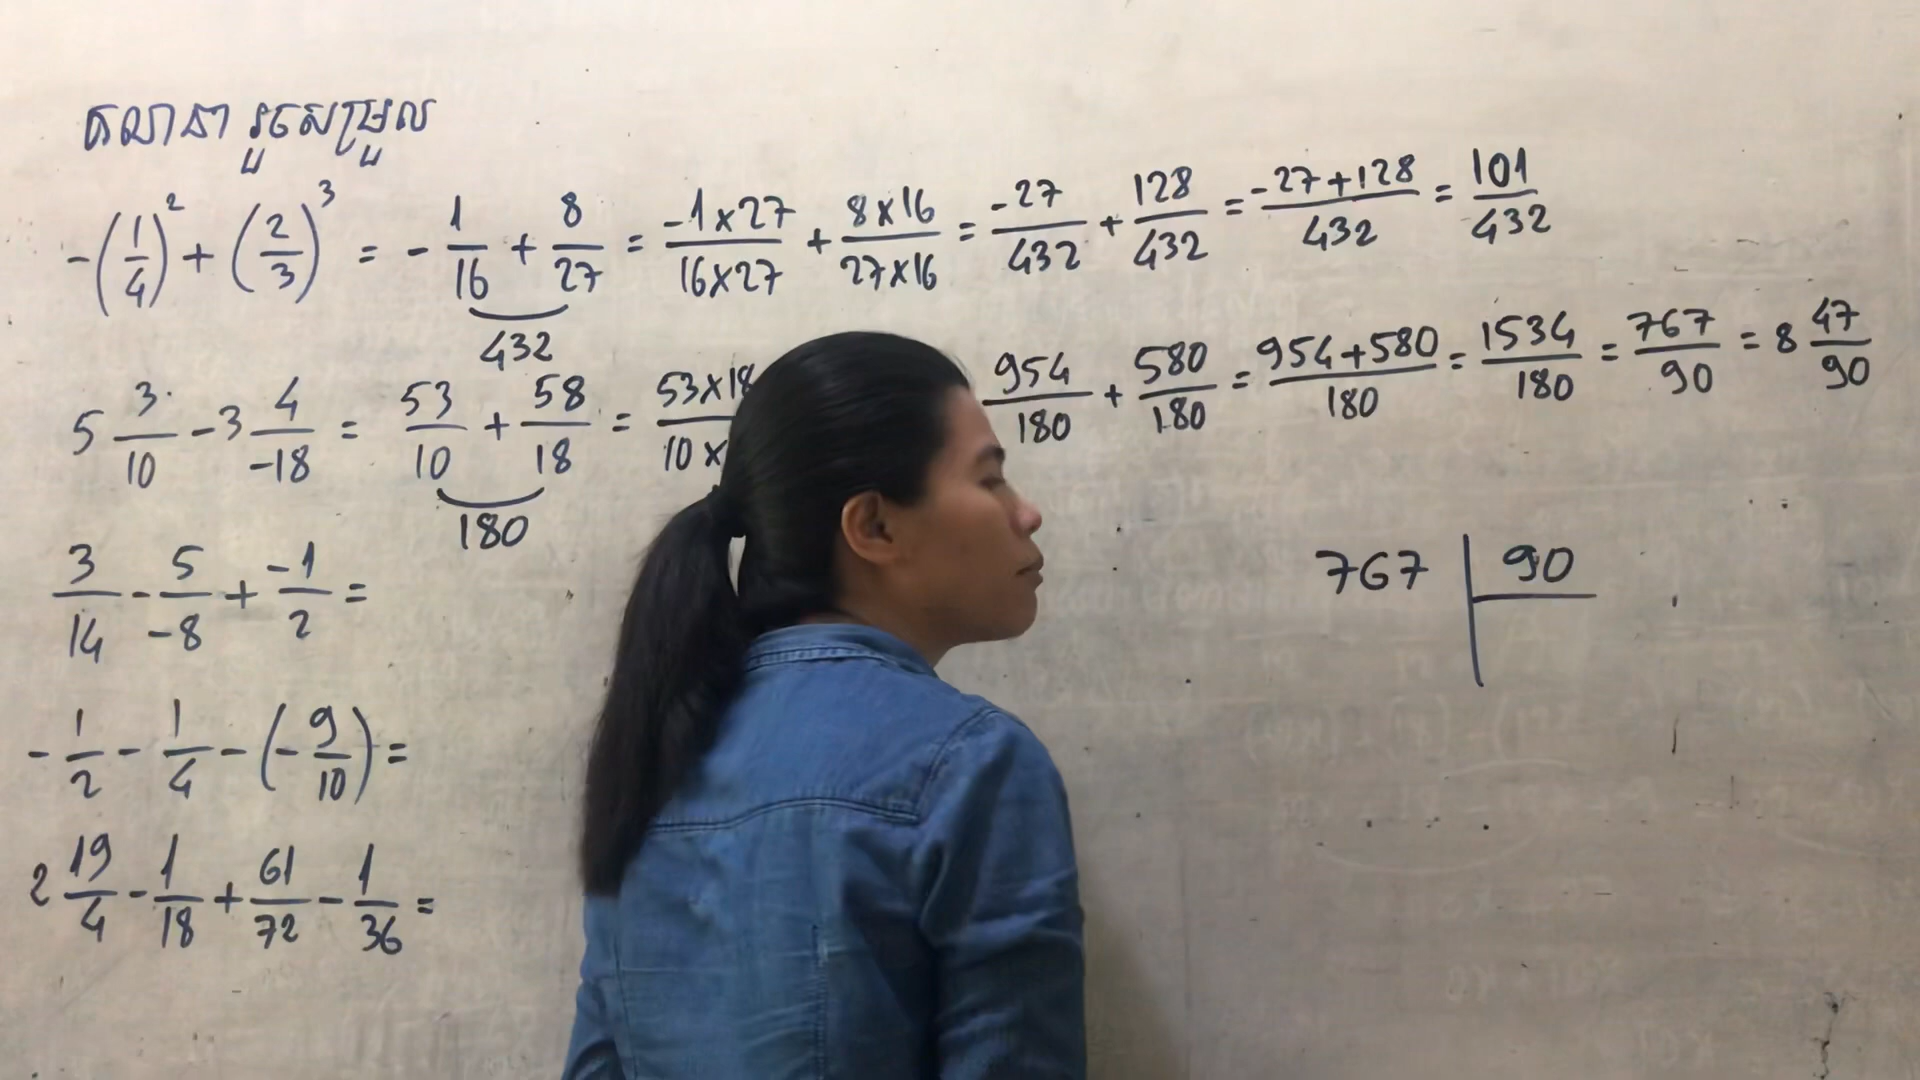 គណនា រួចសម្រួល
-(1/4)² + (2/3)³ = - 1/16 + 8/27 = -1×27/16×27 + 8×16/27×16 = -27/432 + 128/432 = -27+128/432 = 101/432
432
5 3/10 - 3 4/-18 = 53/10 + 58/18 = 53×18/10× 954/180 + 580/180 = 954+580/180 = 1534/180 = 767/90 = 8 47/90
180
3/14 - 5/-8 + -1/2 =
767 90
- 1/2 - 1/4 - (- 9/10) =
2 19/4 - 1/18 + 61/72 - 1/36 =